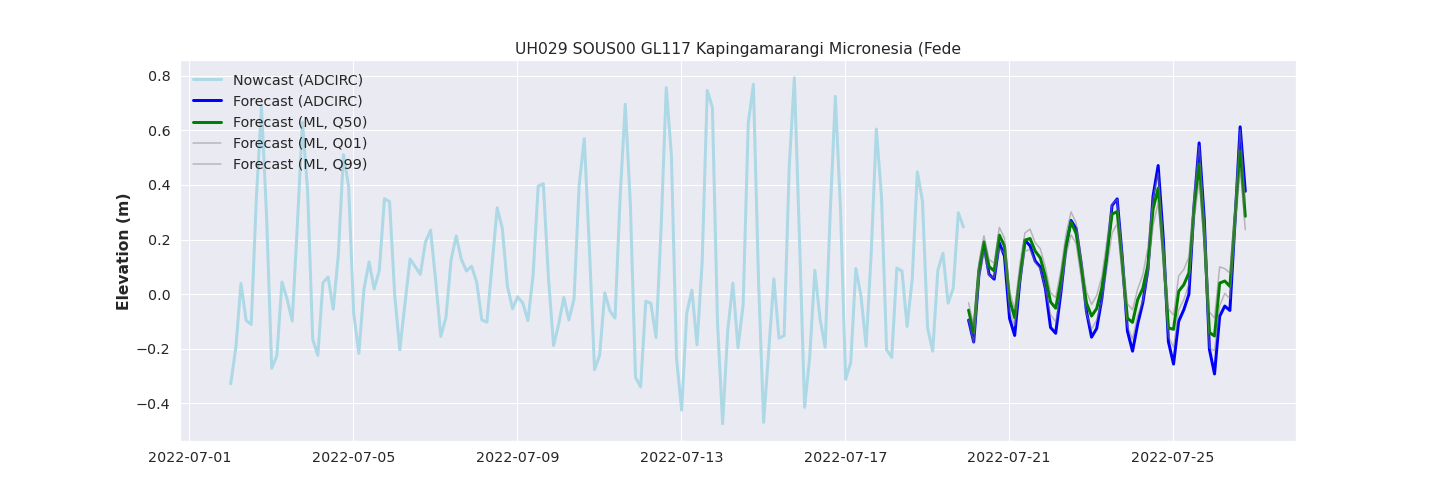 UH029 SOUS00 GL117 Kapingamarangi Micronesia (Fede
Nowcast (ADCIRC)
Forecast (ADCIRC)
Forecast (ML, Q50)
Forecast (ML, Q01)
Forecast (ML, Q99)
Elevation (m)
0.8
0.6
0.4
0.2
0.0
−0.2
−0.4
2022-07-01 2022-07-05 2022-07-09 2022-07-13 2022-07-17 2022-07-21 2022-07-25